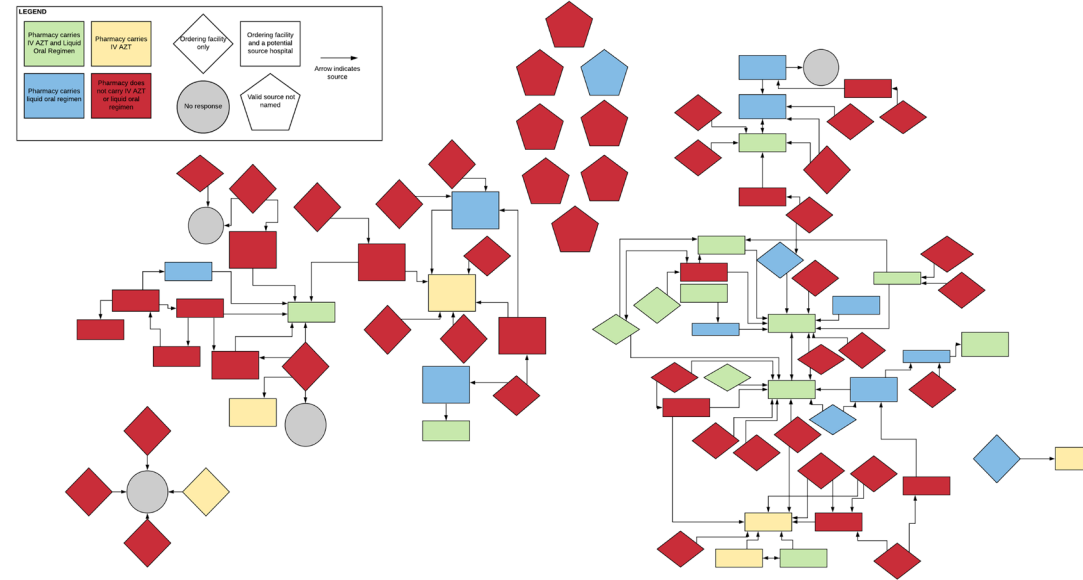 LEGEND
Pharmacy carries
IV AZT and Liquid
Oral Regimen
Pharmacy carries
IV AZT
Ordering facility
only
Ordering facility
and a potential
source hospital
Arrow indicates
source
Pharmacy carries
liquid oral regimen
Pharmacy does
not carry IV AZT
or liquid oral
regimen
No response
Valid source not
named